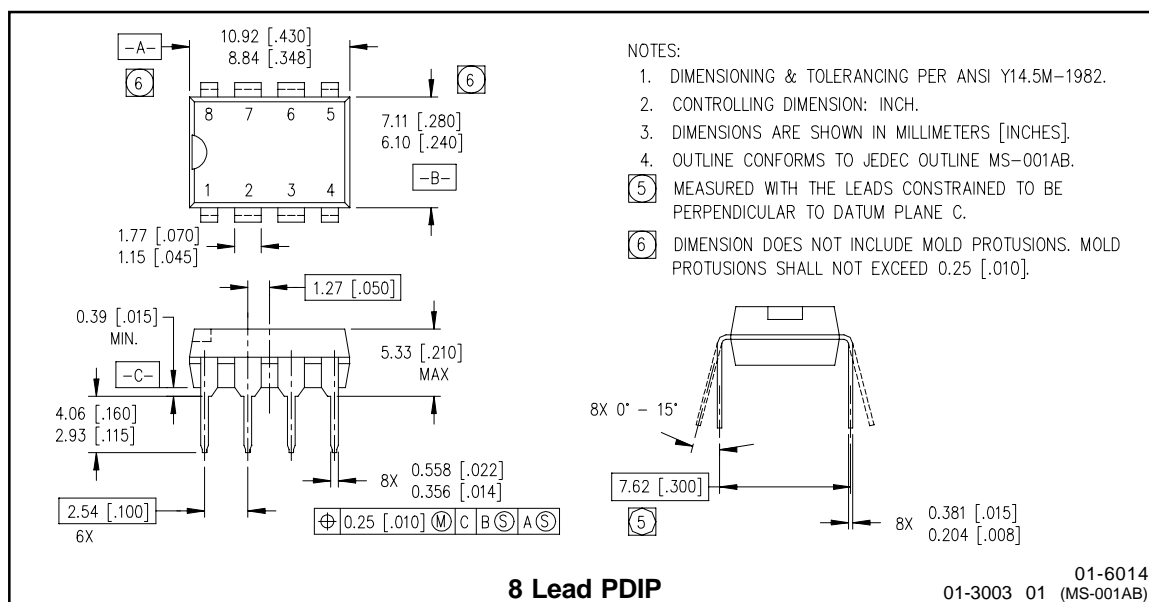 10.92 [.430]
8.84 [.348]
-A-
6
6
8 7 6 5
1 2 3 4
7.11 [.280]
6.10 [.240]
-B-
1.77 [.070]
1.15 [.045]
1.27 [.050]
0.39 [.015]
MIN.
-C-
5.33 [.210]
MAX
4.06 [.160]
2.93 [.115]
6X
2.54 [.100]
8X 0.558 [.022]
0.356 [.014]
⌖ 0.25 [.010] Ⓜ C B Ⓢ A Ⓢ
NOTES:
1. DIMENSIONING & TOLERANCING PER ANSI Y14.5M-1982.
2. CONTROLLING DIMENSION: INCH.
3. DIMENSIONS ARE SHOWN IN MILLIMETERS [INCHES].
4. OUTLINE CONFORMS TO JEDEC OUTLINE MS-001AB.
5 MEASURED WITH THE LEADS CONSTRAINED TO BE
PERPENDICULAR TO DATUM PLANE C.
6 DIMENSION DOES NOT INCLUDE MOLD PROTUSIONS. MOLD
PROTUSIONS SHALL NOT EXCEED 0.25 [.010].
8X 0° - 15°
7.62 [.300]
5
8X 0.381 [.015]
0.204 [.008]
8 Lead PDIP
01-6014
01-3003 01 (MS-001AB)